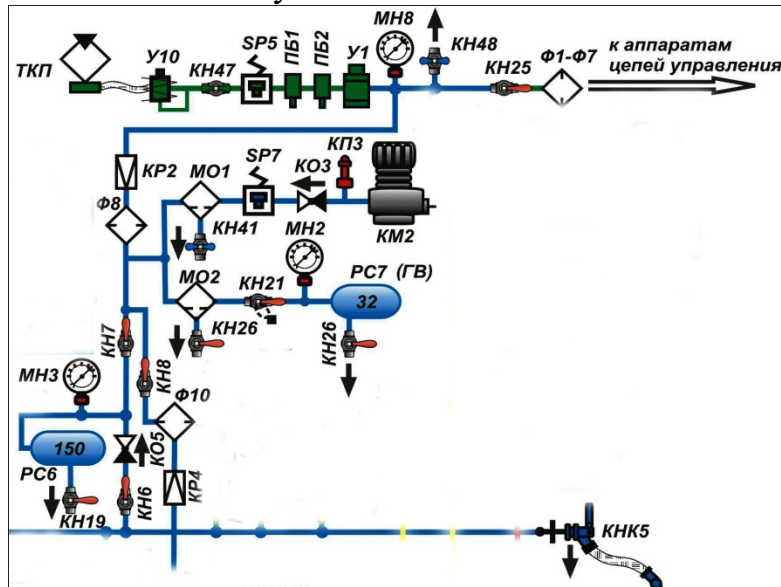 у
МН8
КН48
SP5
ПБ1
ПБ2
У1
У10
КН47
ТКП
КН25
Ф1-Ф7
к аппаратам
цепей управления
КР2
МО1
SP7
КП3
КО3
Ф8
КН41
МН2
КМ2
МО2
КН21
РС7 (ГВ)
32
КН26
КН26
КН7
КН8
МН3
Ф10
150
КО5
РС6
КР4
КН19
КН6
КНК5